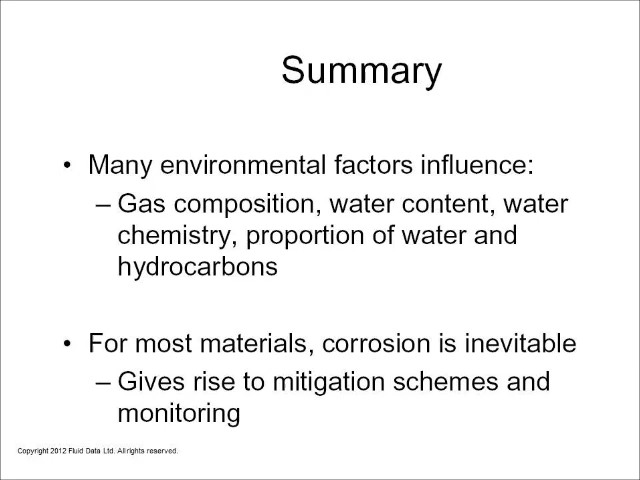 Summary
• Many environmental factors influence:
– Gas composition, water content, water
chemistry, proportion of water and
hydrocarbons
• For most materials, corrosion is inevitable
– Gives rise to mitigation schemes and
monitoring
Copyright 2012 Fluid Data Ltd. All rights reserved.